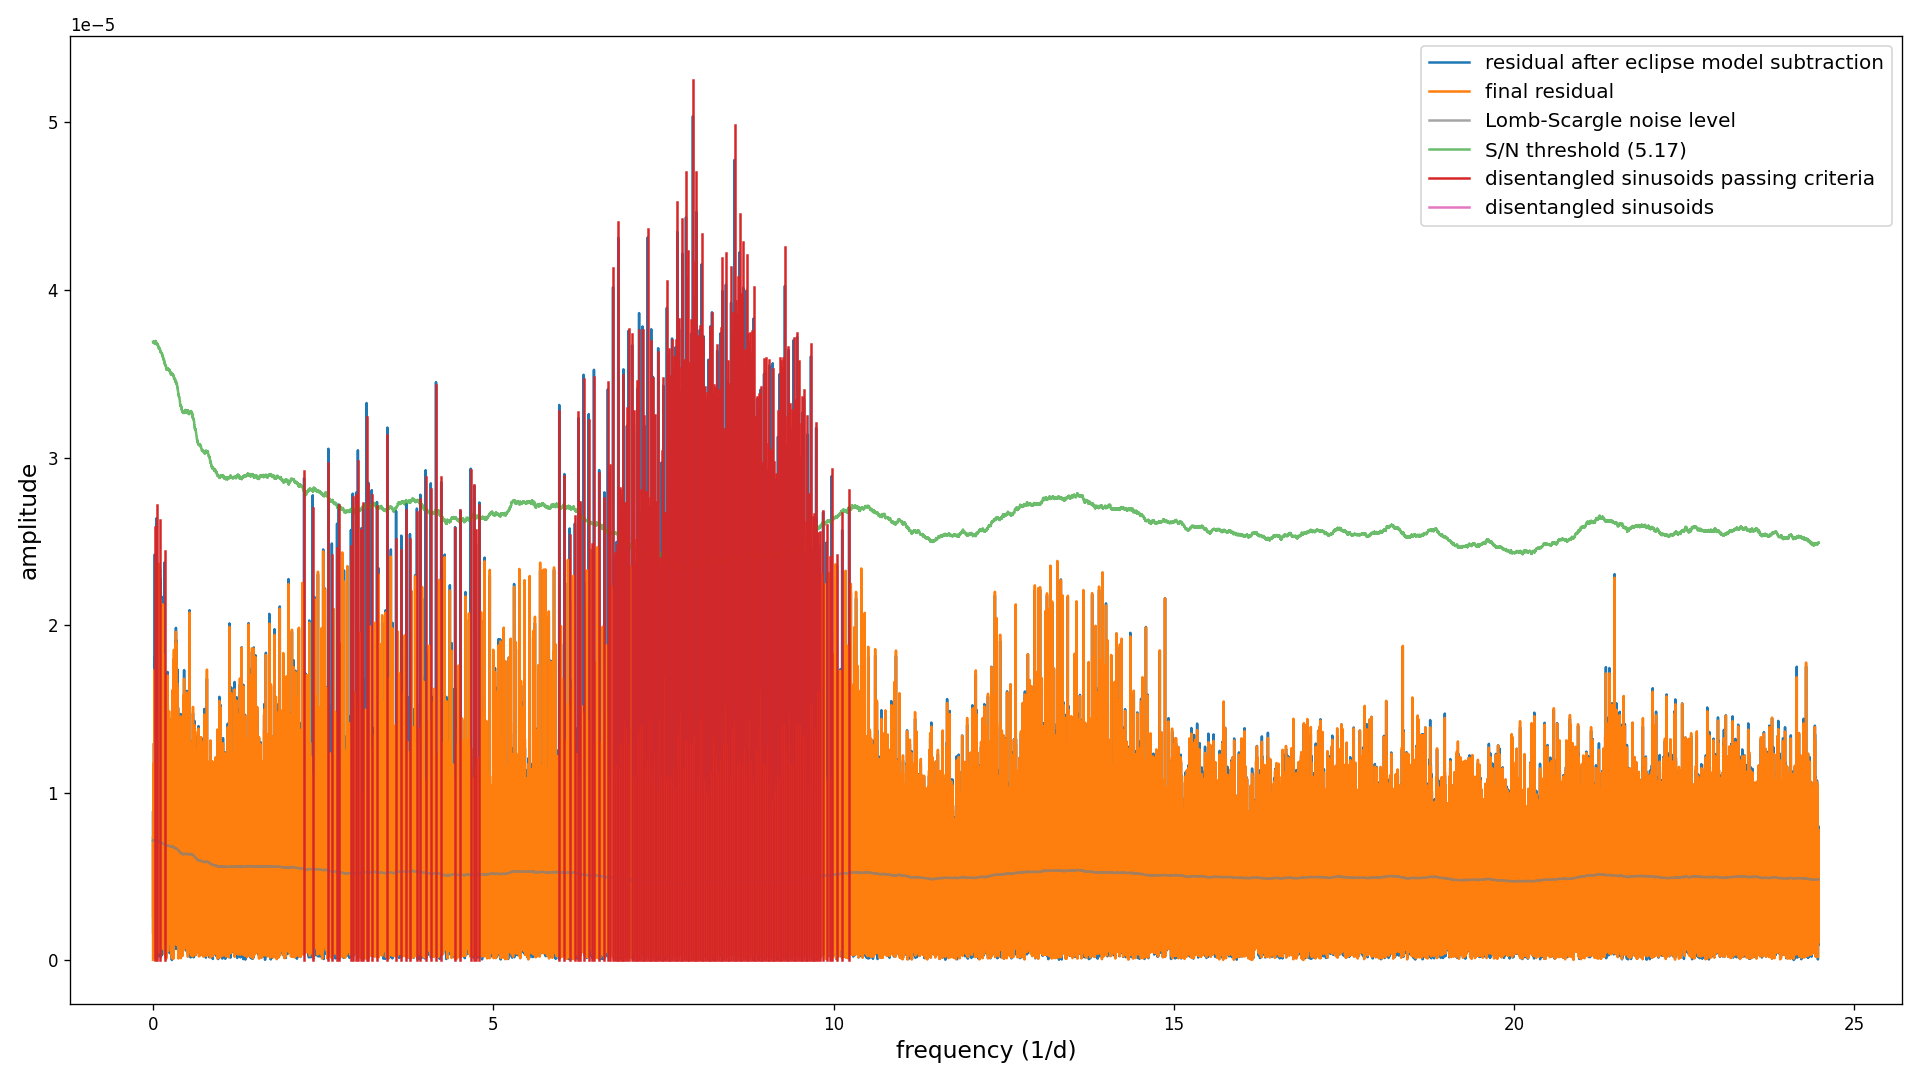 1e−5
residual after eclipse model subtraction
final residual
Lomb-Scargle noise level
S/N threshold (5.17)
disentangled sinusoids passing criteria
disentangled sinusoids
5
4
3
2
1
0
amplitude
0
5
10
15
20
25
frequency (1/d)